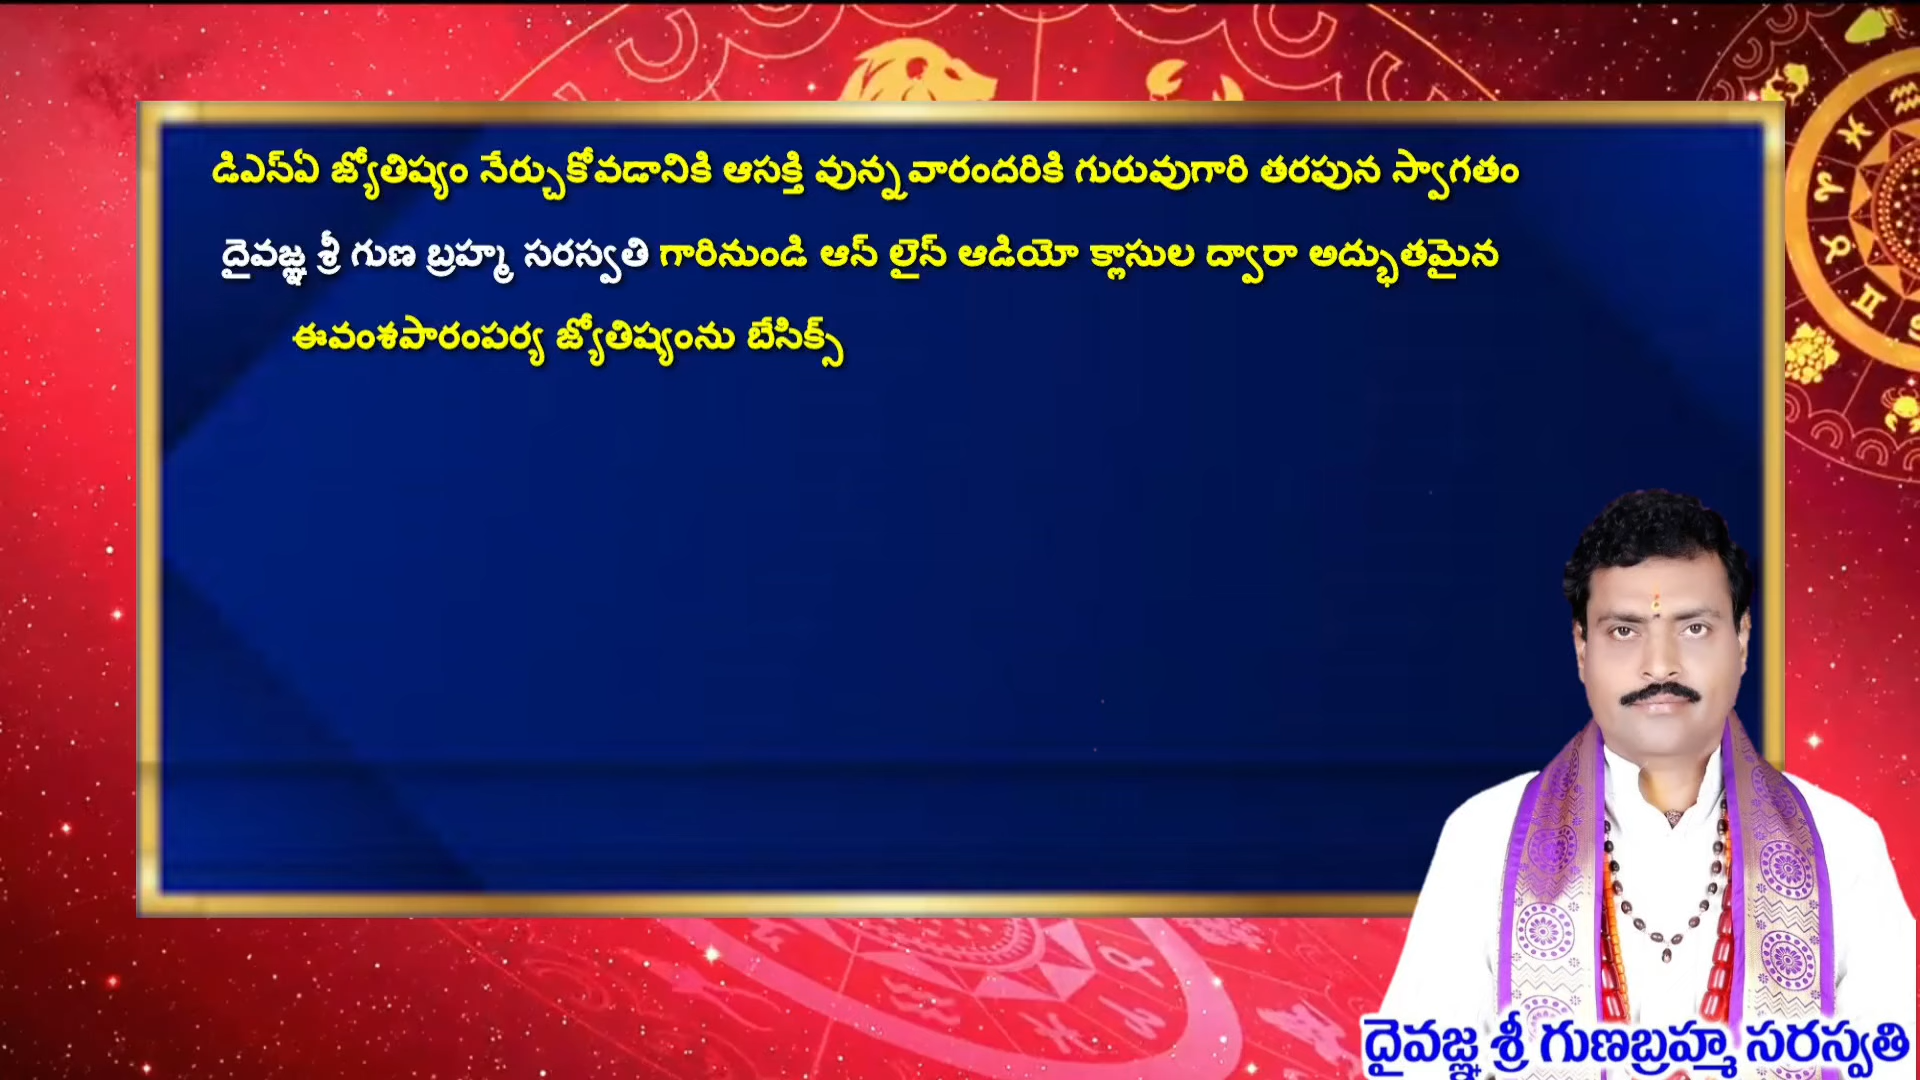 డిఎన్ఏ జ్యోతిష్యం నేర్చుకోవడానికి ఆసక్తి వున్నవారందరికి గురువుగారి తరపున స్వాగతం
దైవజ్ఞ శ్రీ గుణ బ్రహ్మ సరస్వతి గారినుండి ఆన్ లైన్ ఆడియో క్లాసుల ద్వారా అద్భుతమైన
ఈవంశపారంపర్య జ్యోతిష్యంను బేసిక్స్
దైవజ్ఞ శ్రీ గుణబ్రహ్మ సరస్వతి